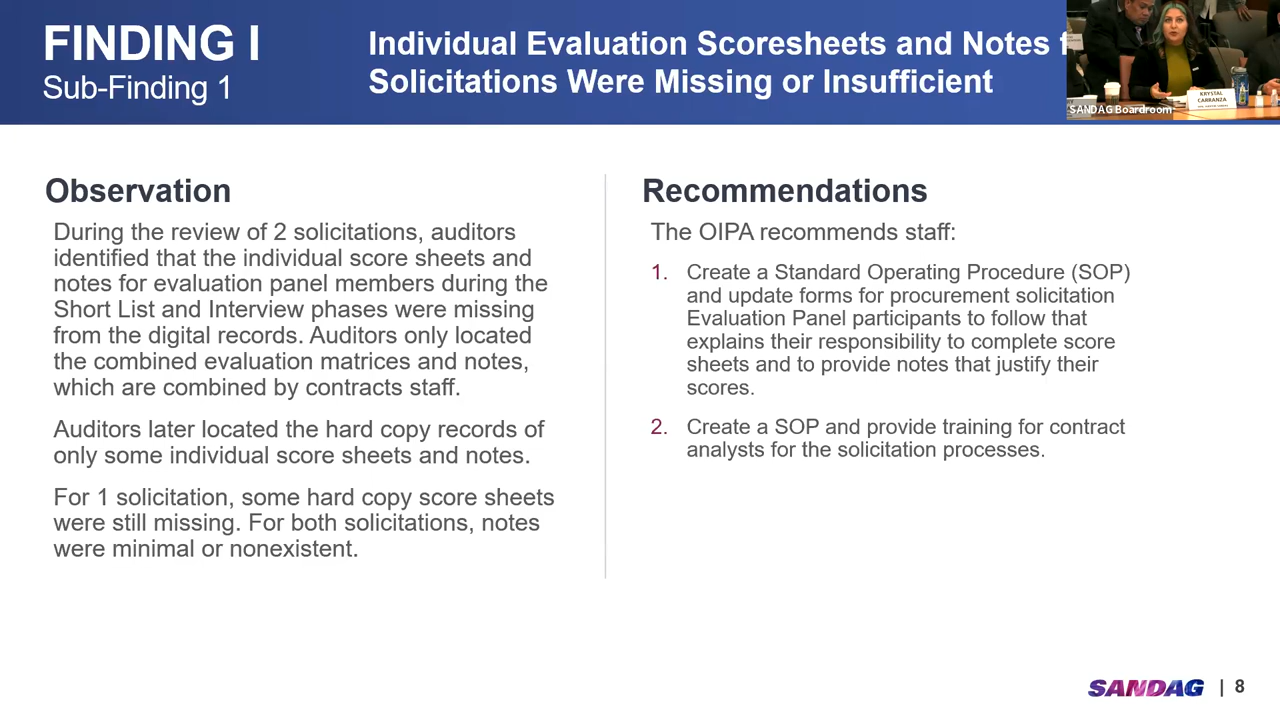 FINDING I
Sub-Finding 1
Individual Evaluation Scoresheets and Notes
Solicitations Were Missing or Insufficient
KRYSTAL
CARRANZA
SANDAG Boardroom
Observation
During the review of 2 solicitations, auditors
identified that the individual score sheets and
notes for evaluation panel members during the
Short List and Interview phases were missing
from the digital records. Auditors only located
the combined evaluation matrices and notes,
which are combined by contracts staff.
Auditors later located the hard copy records of
only some individual score sheets and notes.
For 1 solicitation, some hard copy score sheets
were still missing. For both solicitations, notes
were minimal or nonexistent.
Recommendations
The OIPA recommends staff:
1. Create a Standard Operating Procedure (SOP)
and update forms for procurement solicitation
Evaluation Panel participants to follow that
explains their responsibility to complete score
sheets and to provide notes that justify their
scores.
2. Create a SOP and provide training for contract
analysts for the solicitation processes.
SANDAG | 8